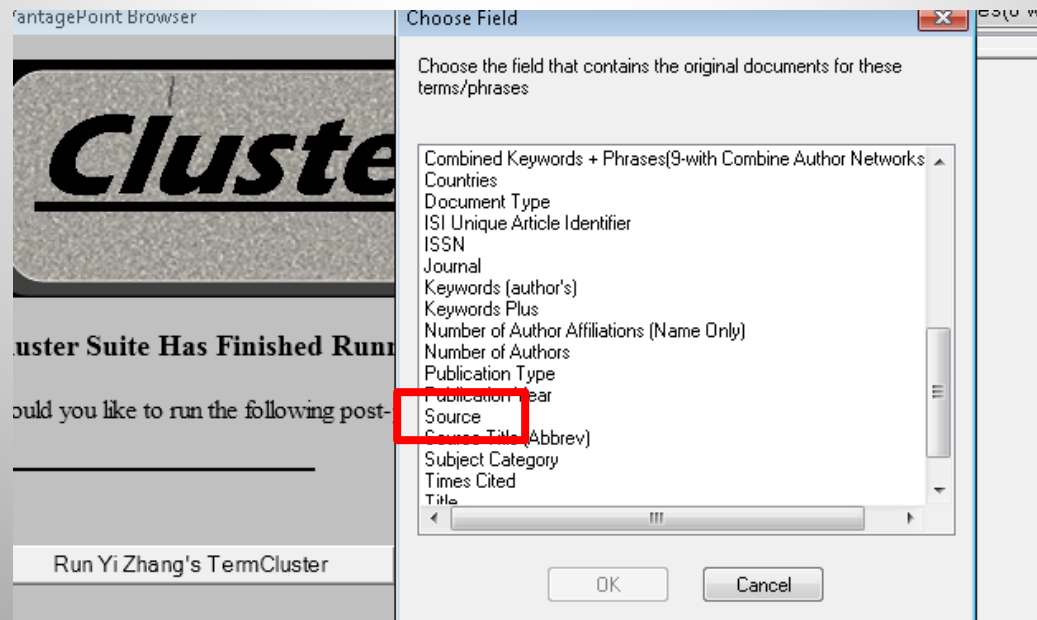 VantagePoint Browser
Choose Field
Choose the field that contains the original documents for these
terms/phrases
Cluste
Combined Keywords + Phrases(9-with Combine Author Networks
Countries
Document Type
ISI Unique Article Identifier
ISSN
Journal
Keywords (author's)
Keywords Plus
Number of Author Affiliations (Name Only)
Number of Authors
Publication Type
Publication Year
Source
Source Title (Abbrev)
Subject Category
Times Cited
Title
uster Suite Has Finished Runn
ould you like to run the following post-
Run Yi Zhang's TermCluster
OK
Cancel